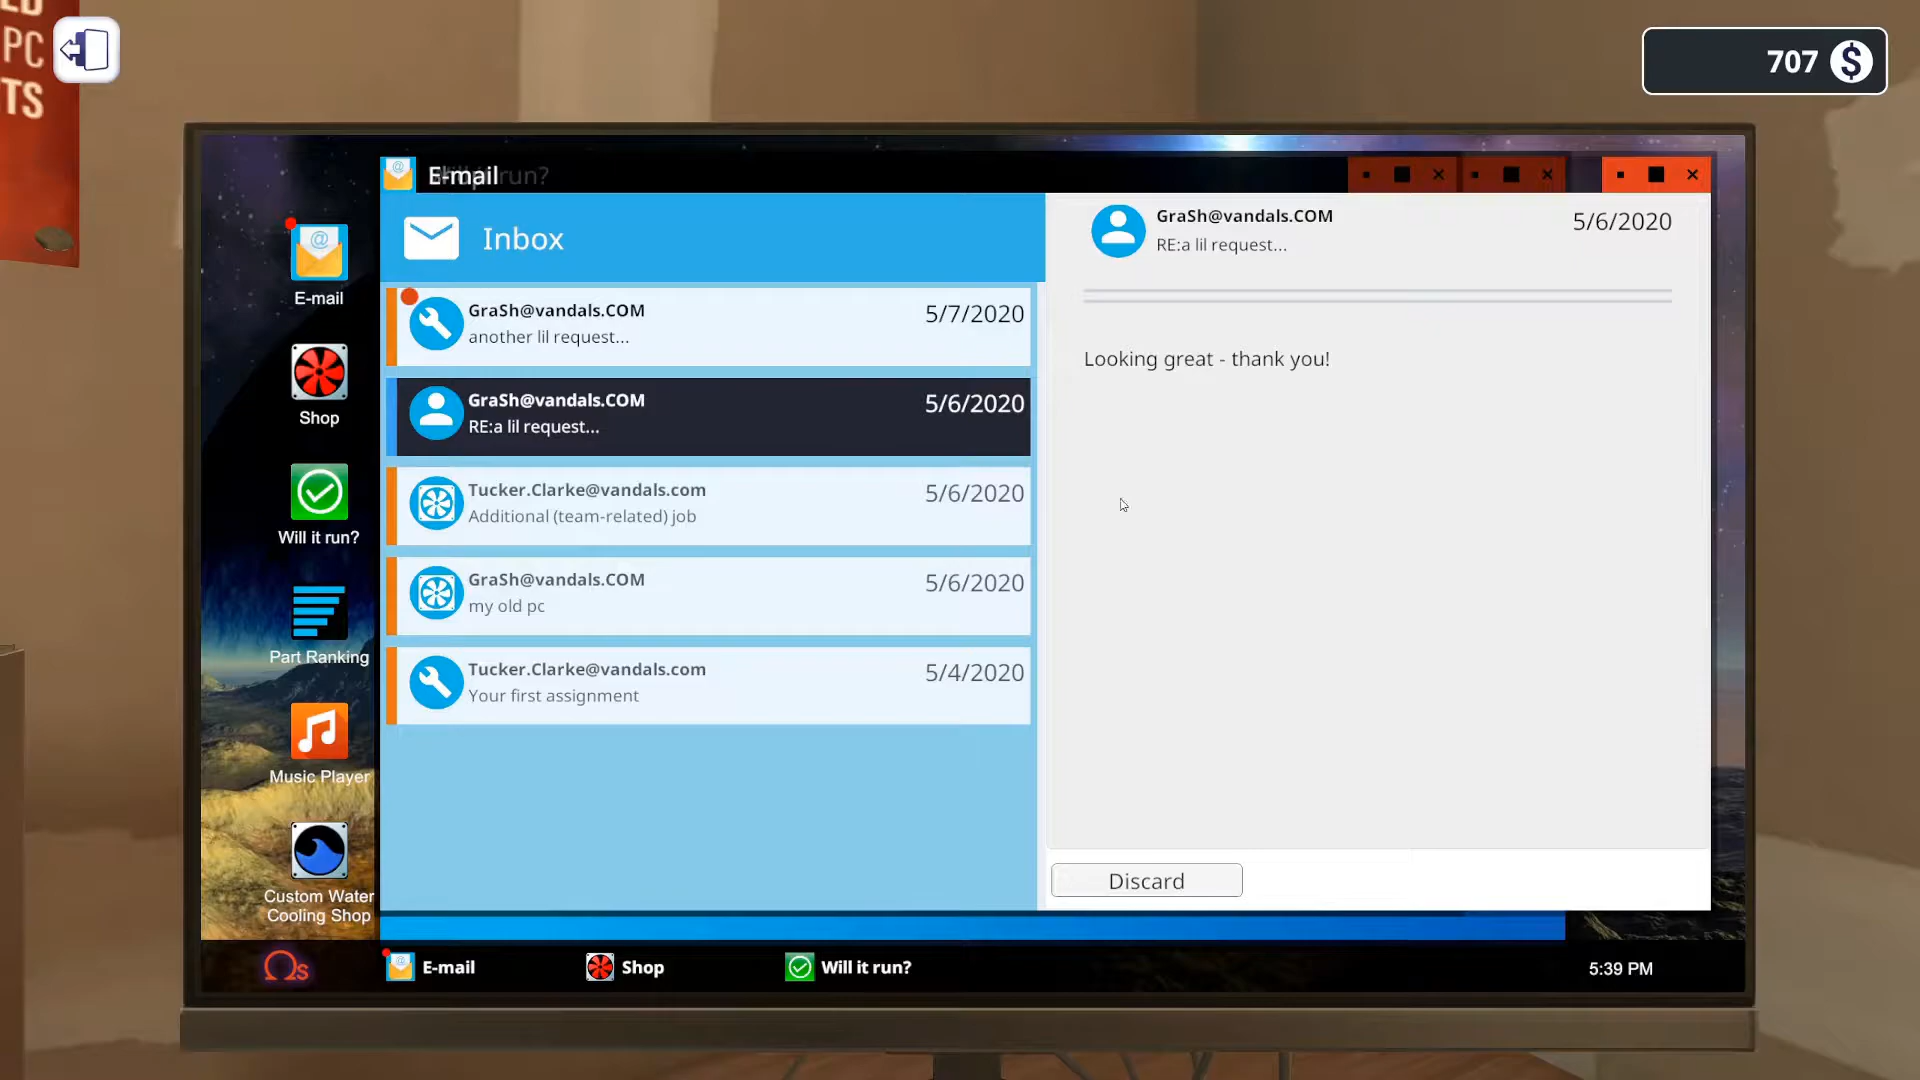 PC
TS
707
E-mail
Inbox
GraSh@vandals.COM
another lil request...
5/7/2020
GraSh@vandals.COM
RE:a lil request...
5/6/2020
Tucker.Clarke@vandals.com
Additional (team-related) job
5/6/2020
GraSh@vandals.COM
my old pc
5/6/2020
Tucker.Clarke@vandals.com
Your first assignment
5/4/2020
GraSh@vandals.COM
RE:a lil request...
5/6/2020
Looking great - thank you!
Discard
E-mail
Shop
Will it run?
Part Ranking
Music Player
Custom Water
Cooling Shop
Ωs
E-mail
Shop
Will it run?
5:39 PM